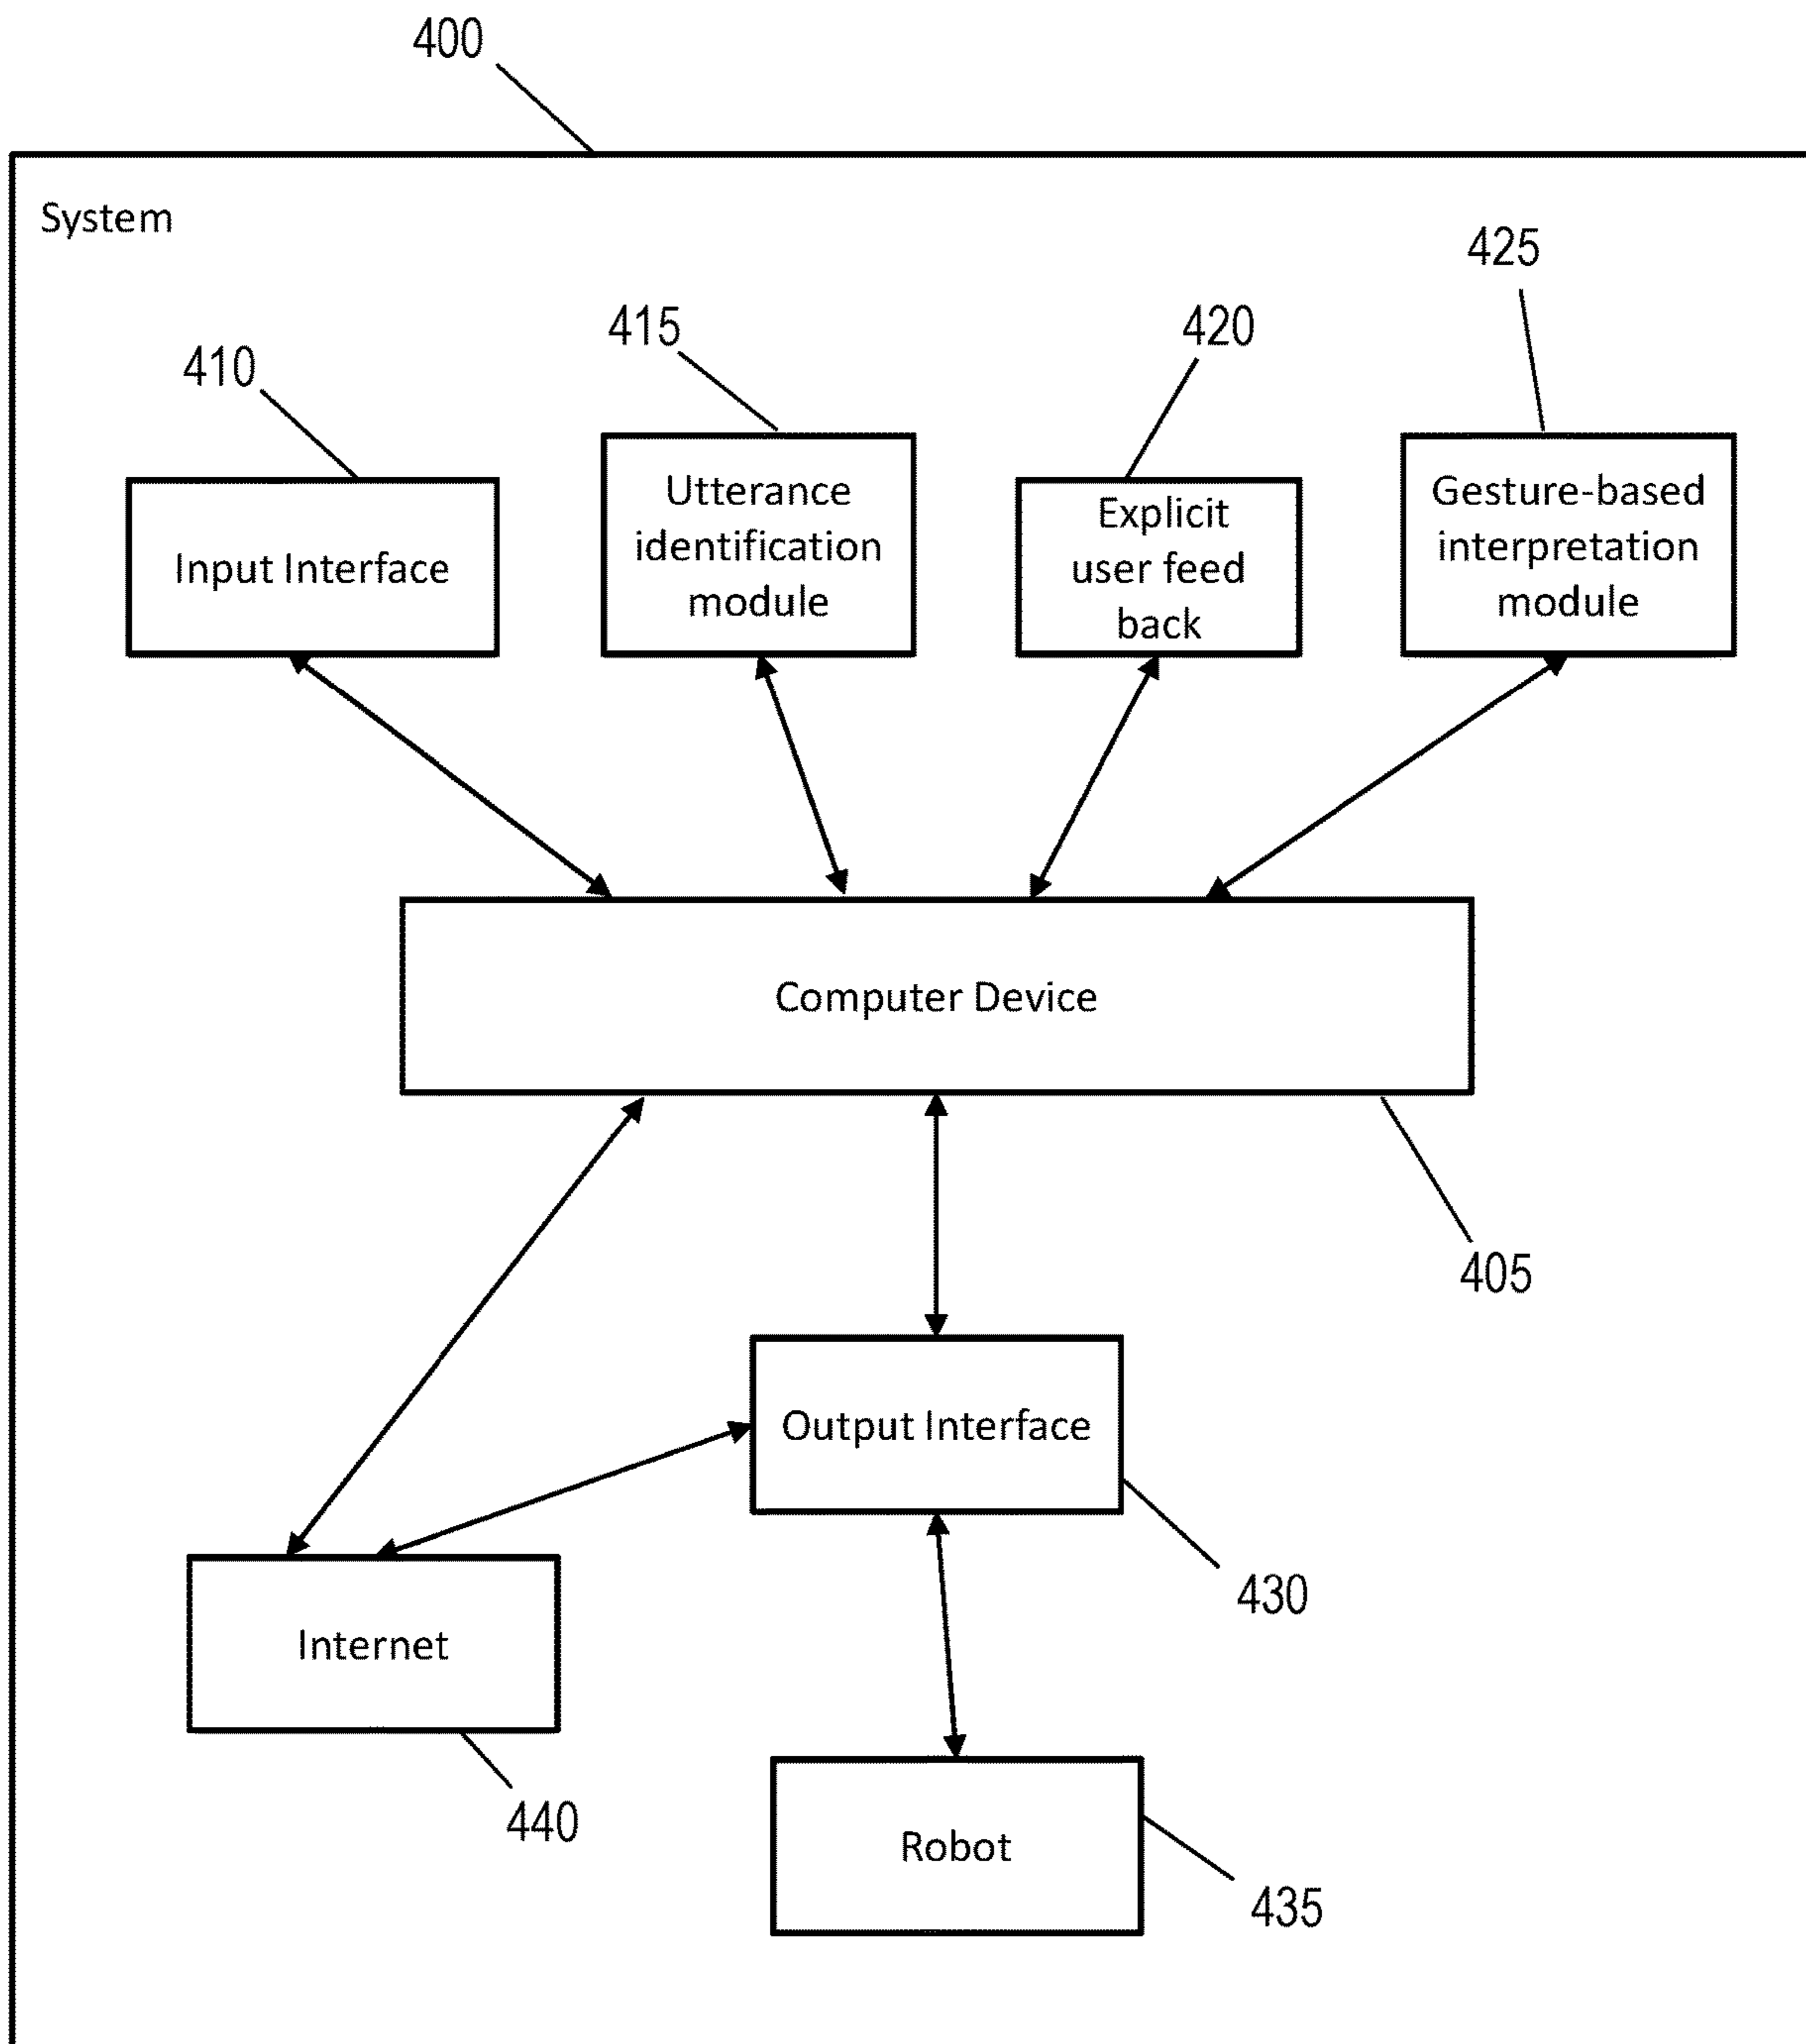 400
System
425
415
420
410
Utterance
identification
module
Explicit
user feed
back
Gesture-based
interpretation
module
Input Interface
Computer Device
405
Output Interface
430
Internet
440
Robot
435